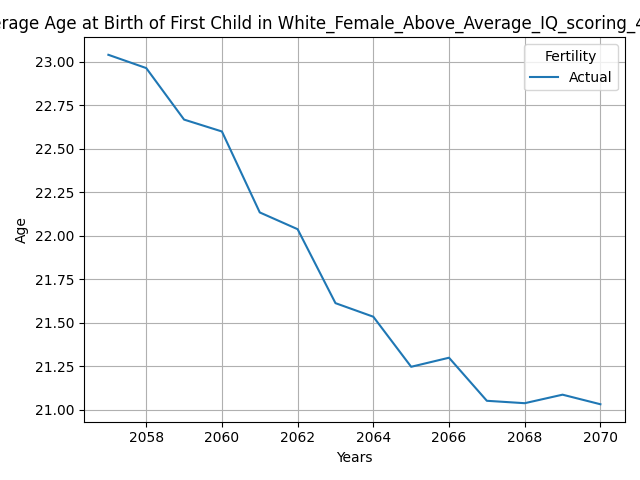 Average Age at Birth of First Child in White_Female_Above_Average_IQ_scoring_4
Fertility
Actual
23.00
22.75
22.50
22.25
22.00
21.75
21.50
21.25
21.00
Age
2058 2060 2062 2064 2066 2068 2070
Years